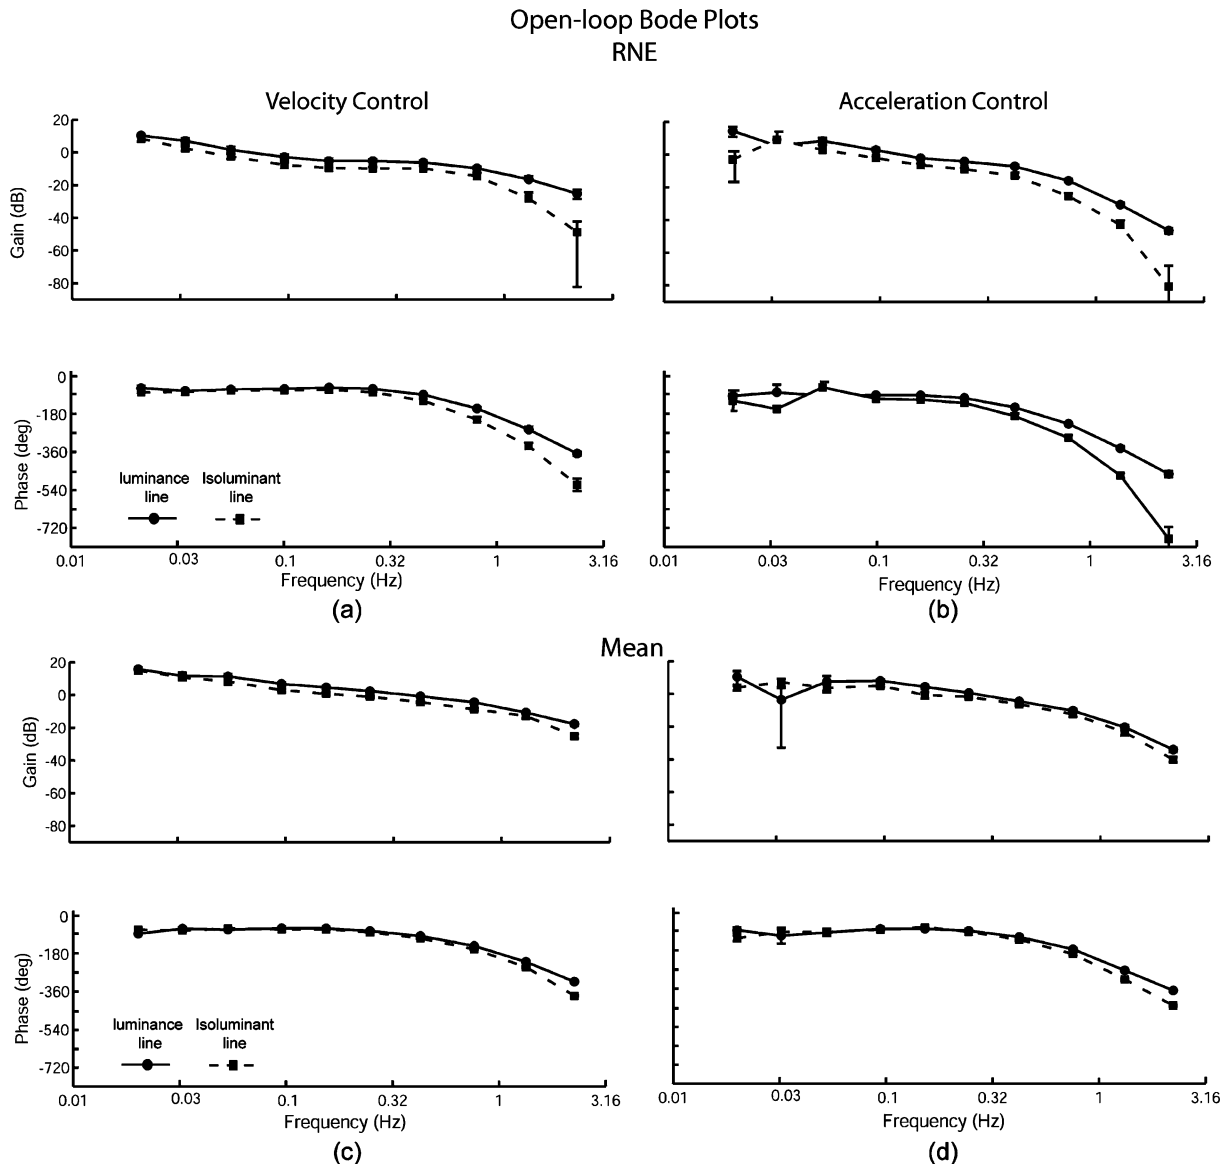 Open-loop Bode Plots
RNE
Velocity Control
Acceleration Control
20
0
-20
-40
-60
-80
Gain (dB)
0
-180
-360
-540
-720
Phase (deg)
luminance line
Isoluminant line
0.01 0.03 0.1 0.32 1 3.16
Frequency (Hz)
(a)
0.01 0.03 0.1 0.32 1 3.16
Frequency (Hz)
(b)
Mean
20
0
-20
-40
-60
-80
Gain (dB)
0
-180
-360
-540
-720
Phase (deg)
luminance line
Isoluminant line
0.01 0.03 0.1 0.32 1 3.16
Frequency (Hz)
(c)
0.01 0.03 0.1 0.32 1 3.16
Frequency (Hz)
(d)